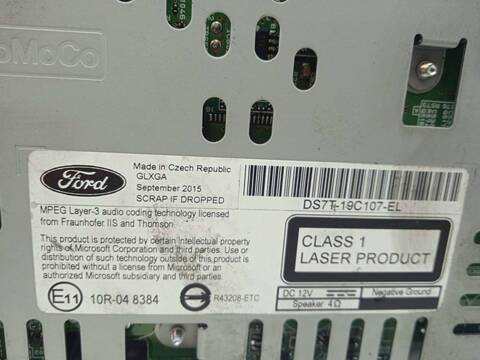 oMoCo
Ford
Made in Czech Republic
GLXGA
September 2015
SCRAP IF DROPPED
DS7T-19C107-EL
MPEG Layer-3 audio coding technology licensed
from Fraunhofer IIS and Thomson
This product is protected by certain intellectual property
rights of Microsoft Corporation and third parties. Use or
distribution of such technology outside of this product is
prohibited without a license from Microsoft or an
authorized Microsoft subsidiary and third parties.
CLASS 1
LASER PRODUCT
E11 10R-04 8384
R43208-ETC
DC 12V
Negative Ground
Speaker 4Ω